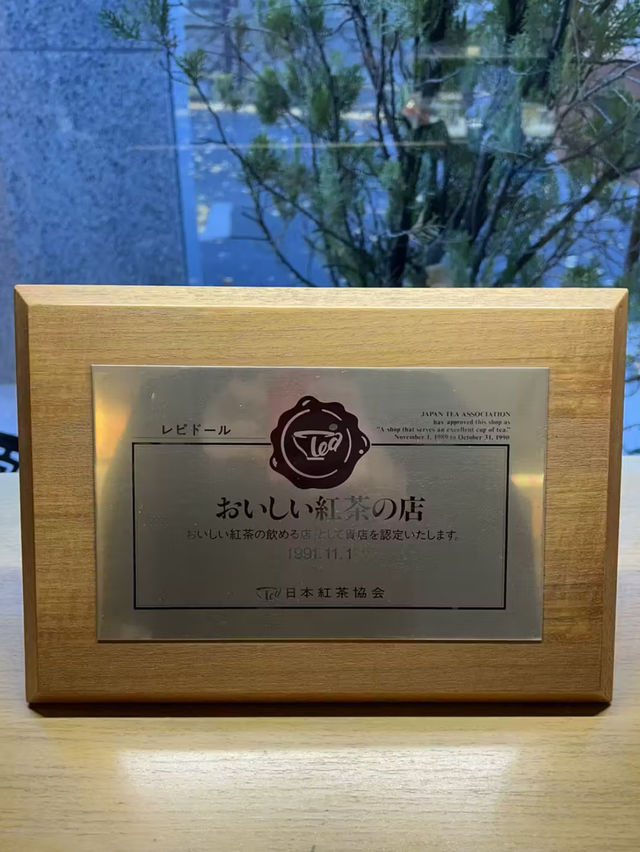 レピドール
JAPAN TEA ASSOCIATION
has approved this shop as
"A shop that serves an excellent cup of tea."
November 1, 1989 to October 31, 1990
Tea
おいしい紅茶の店
おいしい紅茶の飲める店として貴店を認定いたします。
1991.11.1
Tea 日本紅茶協会